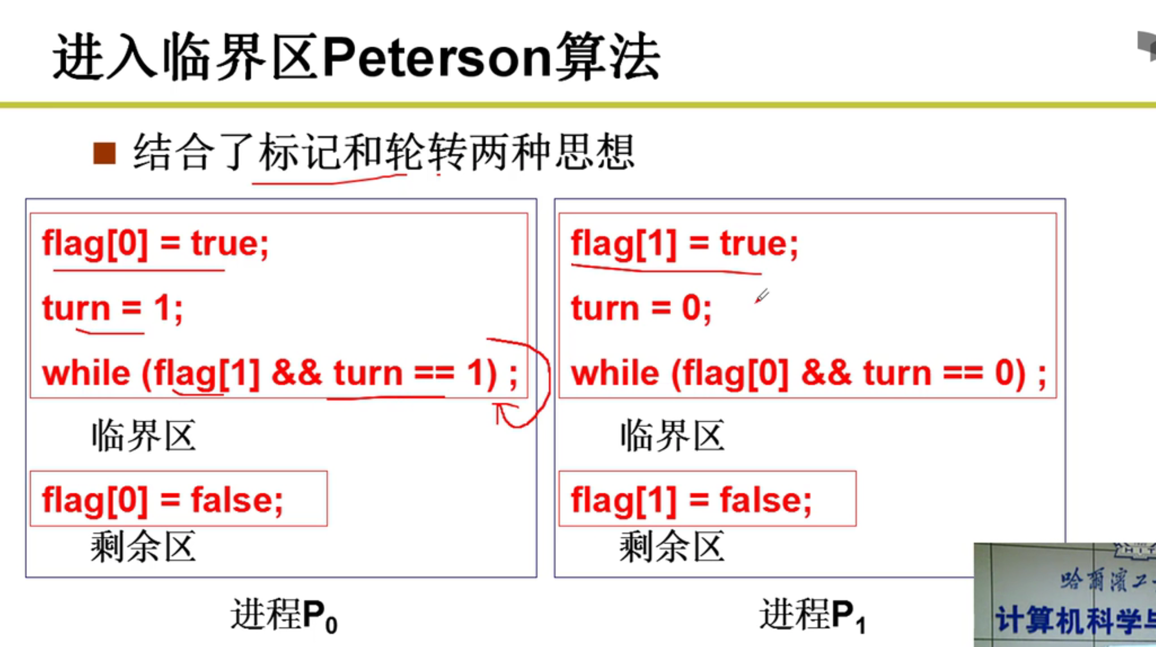 进入临界区Peterson算法
结合了标记和轮转两种思想
flag[0] = true;
turn = 1;
while (flag[1] && turn == 1) ;
临界区
flag[0] = false;
剩余区
进程P0
flag[1] = true;
turn = 0;
while (flag[0] && turn == 0) ;
临界区
flag[1] = false;
剩余区
进程P1
哈尔滨工
计算机科学与